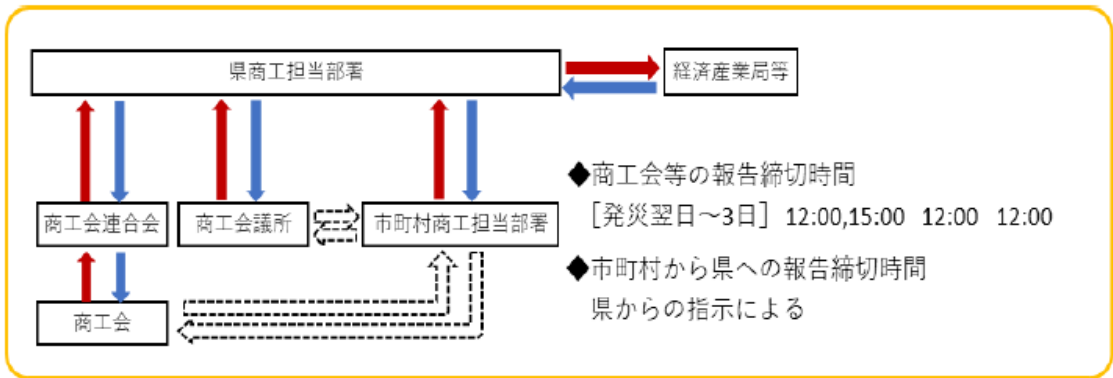 県商工担当部署
経済産業局等
商工会連合会
商工会議所
市町村商工担当部署
商工会
◆商工会等の報告締切時間
［発災翌日～3日］ 12:00,15:00 12:00 12:00
◆市町村から県への報告締切時間
県からの指示による